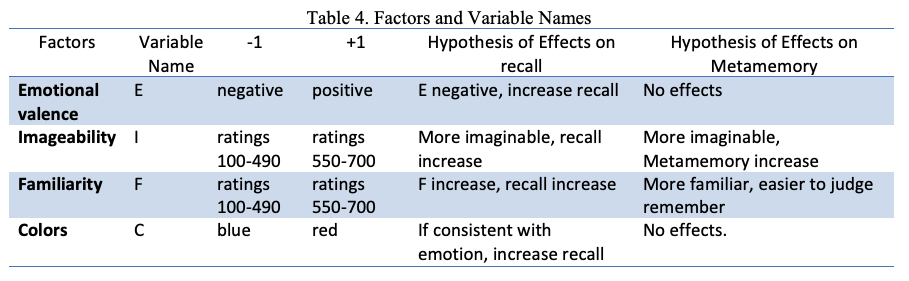 Table 4. Factors and Variable Names
Factors Variable Name -1 +1 Hypothesis of Effects on recall Hypothesis of Effects on Metamemory
Emotional valence E negative positive E negative, increase recall No effects
Imageability I ratings 100-490 ratings 550-700 More imaginable, recall increase More imaginable, Metamemory increase
Familiarity F ratings 100-490 ratings 550-700 F increase, recall increase More familiar, easier to judge remember
Colors C blue red If consistent with emotion, increase recall No effects.